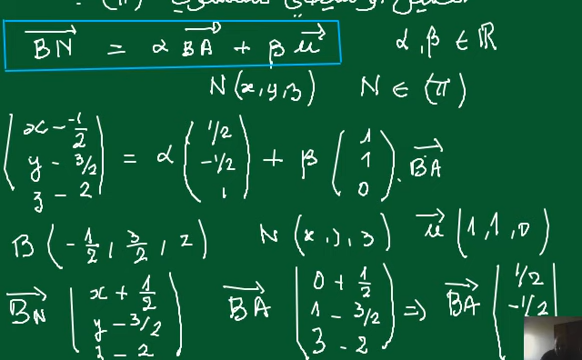 (π)
BN = α BA + β u α, β ∈ ℝ
N(x,y,z) N ∈ (π)
( x - -1/2 ; y - 3/2 ; z - 2 ) = α ( 1/2 ; -1/2 ; 1 ) + β ( 1 ; 1 ; 0 ) . BA
B ( -1/2 , 3/2 , 2 ) N ( x , y , z ) u ( 1 , 1 , 0 )
BN ( x + 1/2 ; y - 3/2 ; z - 2 ) BA ( 0 + 1/2 ; 1 - 3/2 ; 3 - 2 ) ⇒ BA ( 1/2 ; -1/2